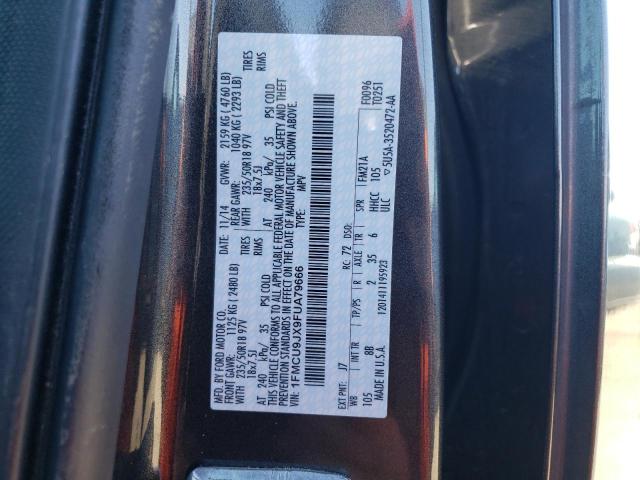 MFD. BY FORD MOTOR CO.
DATE: 11/14 GVWR: 2159 KG ( 4760 LB)
FRONT GAWR: 1125 KG ( 2480 LB) REAR GAWR: 1040 KG ( 2293 LB)
WITH 235/50R18 97V TIRES WITH 235/50R18 97V TIRES
18x7.5J RIMS 18x7.5J RIMS
AT 240 kPa/ 35 PSI COLD AT 240 kPa/ 35 PSI COLD
THIS VEHICLE CONFORMS TO ALL APPLICABLE FEDERAL MOTOR VEHICLE SAFETY AND THEFT
PREVENTION STANDARDS IN EFFECT ON THE DATE OF MANUFACTURE SHOWN ABOVE.
VIN: 1FMCU9JX9FUA79666 TYPE: MPV
F0096
T0251
EXT PNT: J7 RC: 72 DSO: FM21A
WB INT TR TP/PS R AXLE TR SPR
105 8B 2 35 6 HHCC 105
MADE IN U.S.A. 120141119592 3 ULC ▽5U5A-3520472-AA